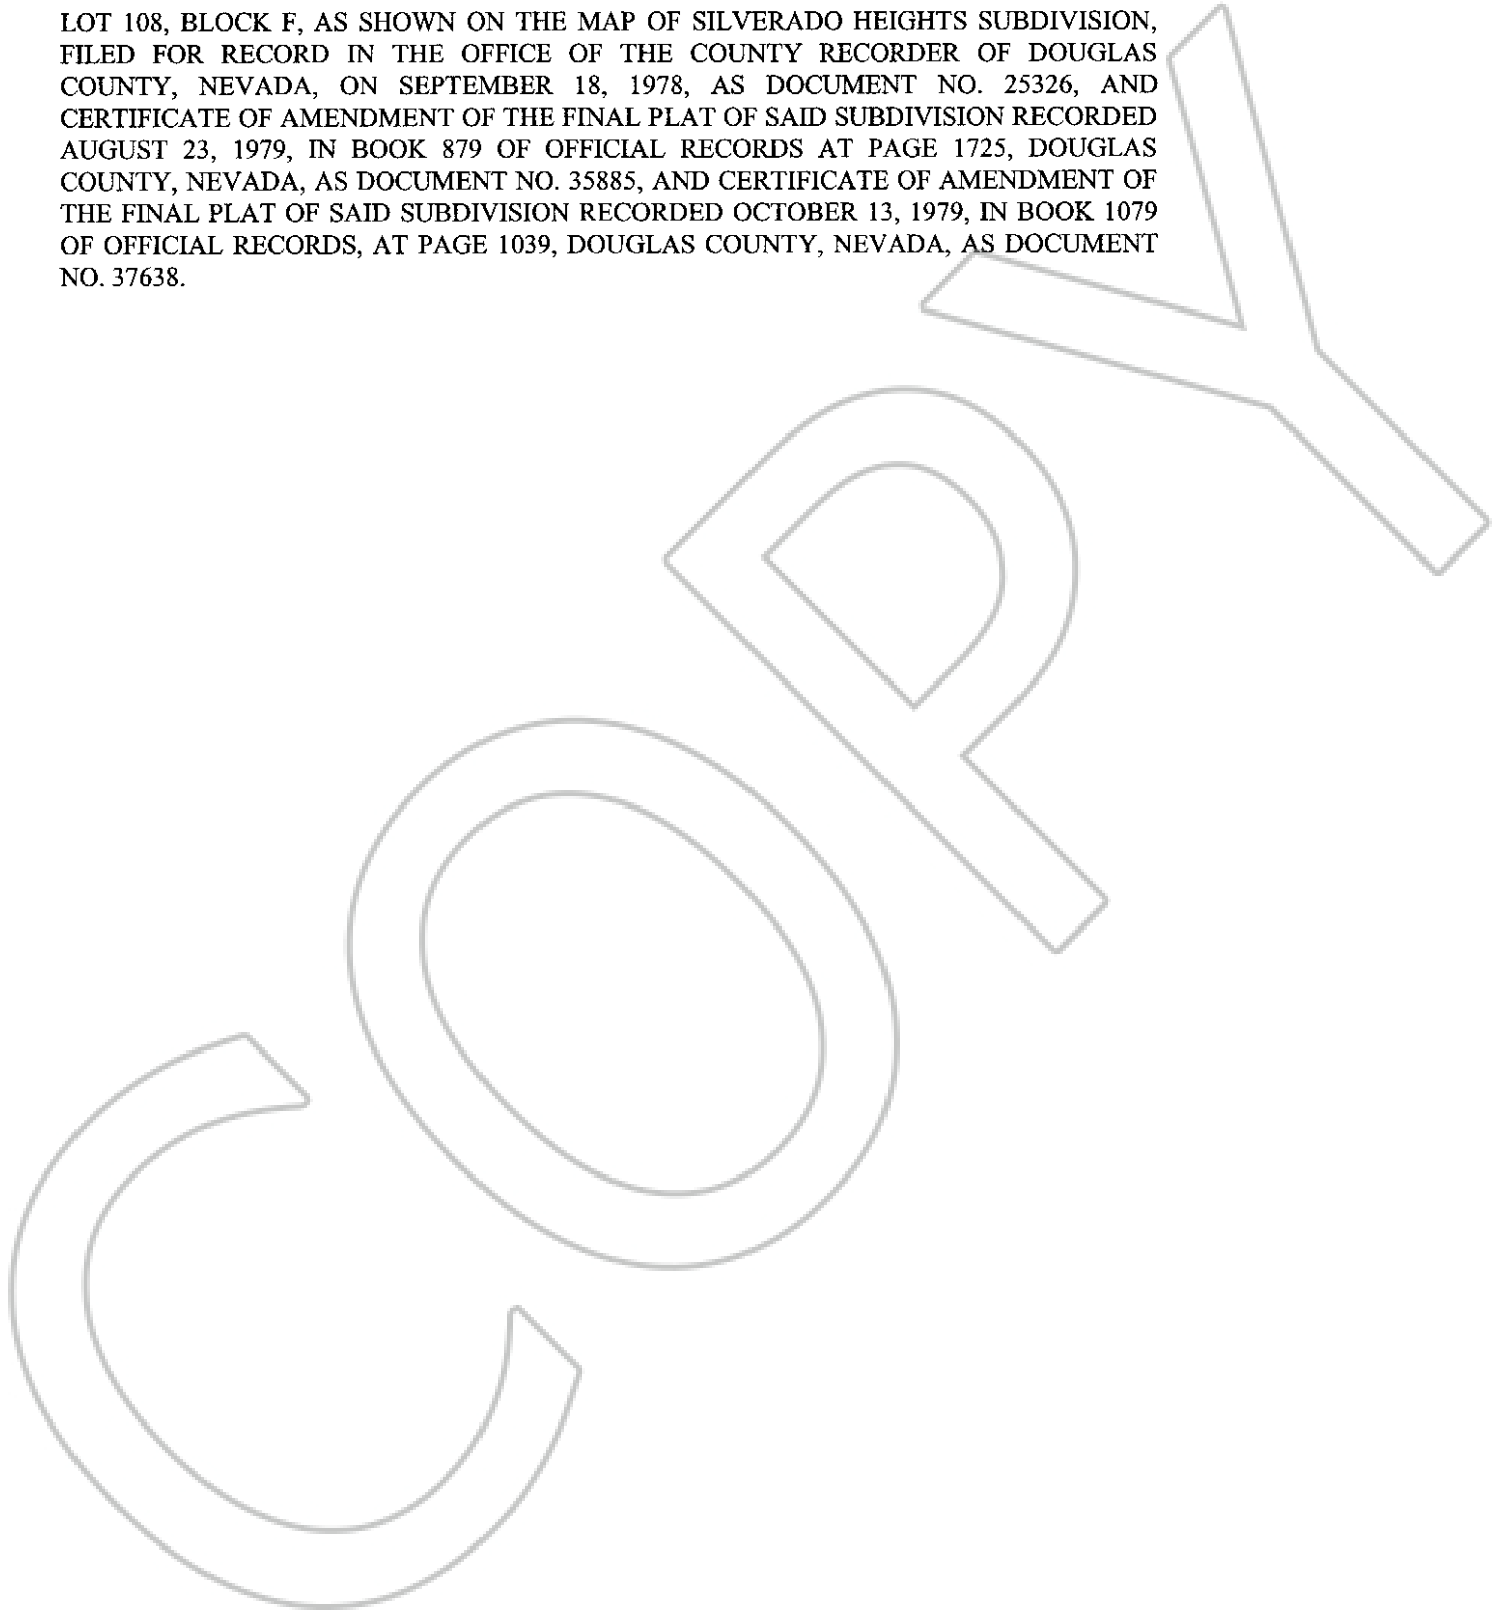 LOT 108, BLOCK F, AS SHOWN ON THE MAP OF SILVERADO HEIGHTS SUBDIVISION,
FILED FOR RECORD IN THE OFFICE OF THE COUNTY RECORDER OF DOUGLAS
COUNTY, NEVADA, ON SEPTEMBER 18, 1978, AS DOCUMENT NO. 25326, AND
CERTIFICATE OF AMENDMENT OF THE FINAL PLAT OF SAID SUBDIVISION RECORDED
AUGUST 23, 1979, IN BOOK 879 OF OFFICIAL RECORDS AT PAGE 1725, DOUGLAS
COUNTY, NEVADA, AS DOCUMENT NO. 35885, AND CERTIFICATE OF AMENDMENT OF
THE FINAL PLAT OF SAID SUBDIVISION RECORDED OCTOBER 13, 1979, IN BOOK 1079
OF OFFICIAL RECORDS, AT PAGE 1039, DOUGLAS COUNTY, NEVADA, AS DOCUMENT
NO. 37638.
COPY